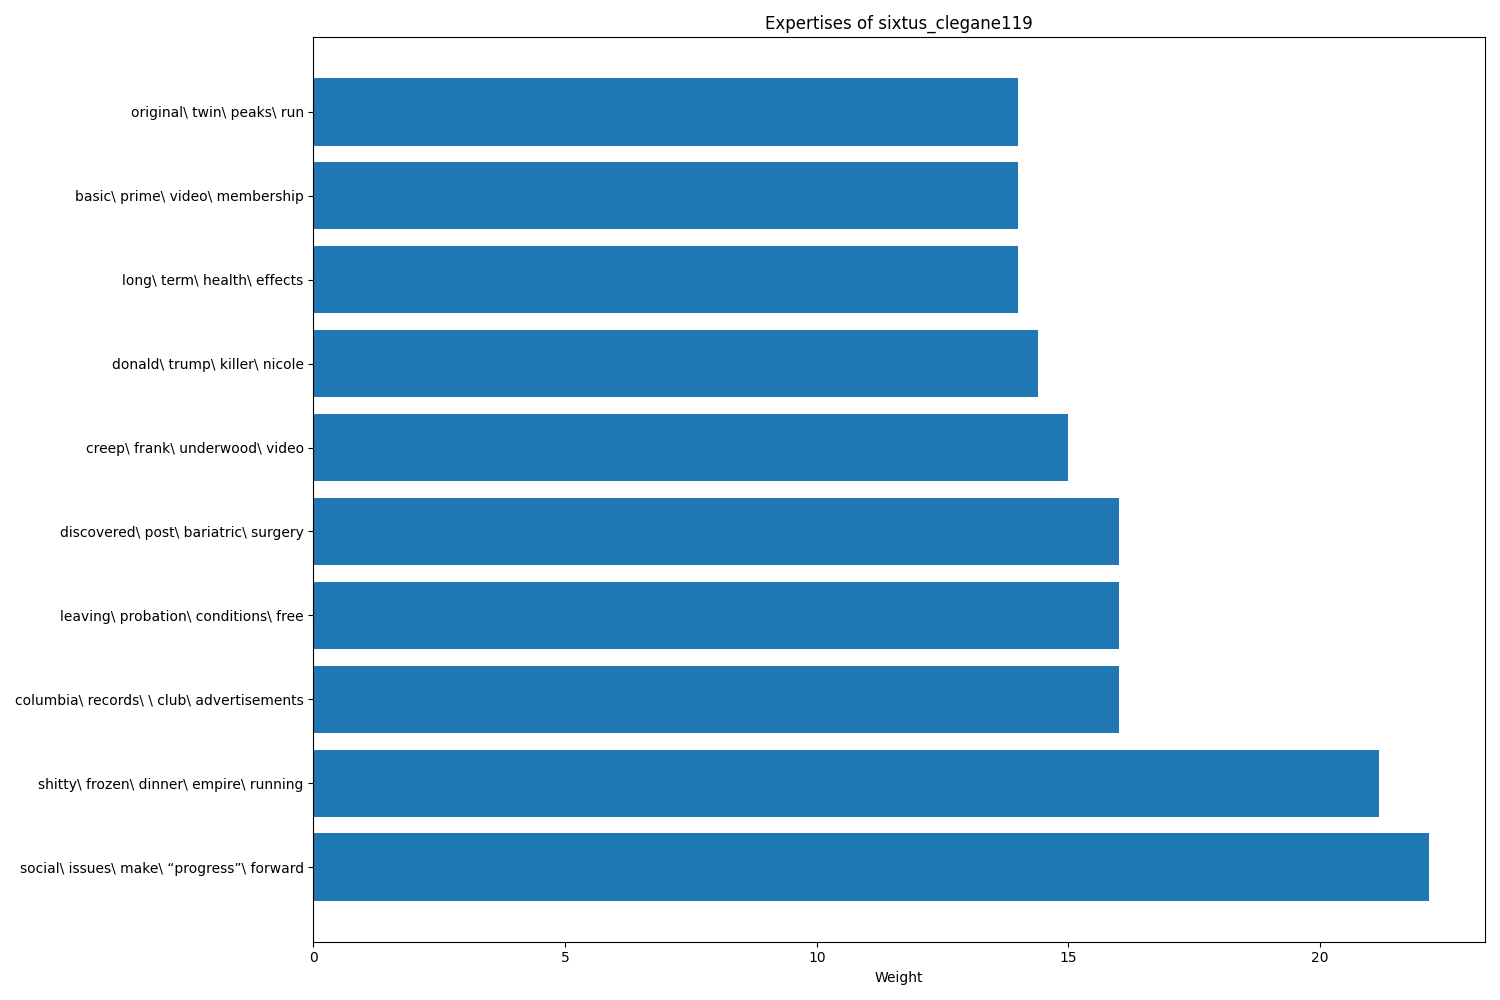 Expertises of sixtus_clegane119
original\ twin\ peaks\ run
basic\ prime\ video\ membership
long\ term\ health\ effects
donald\ trump\ killer\ nicole
creep\ frank\ underwood\ video
discovered\ post\ bariatric\ surgery
leaving\ probation\ conditions\ free
columbia\ records\ \ club\ advertisements
shitty\ frozen\ dinner\ empire\ running
social\ issues\ make\ “progress”\ forward
0 5 10 15 20
Weight